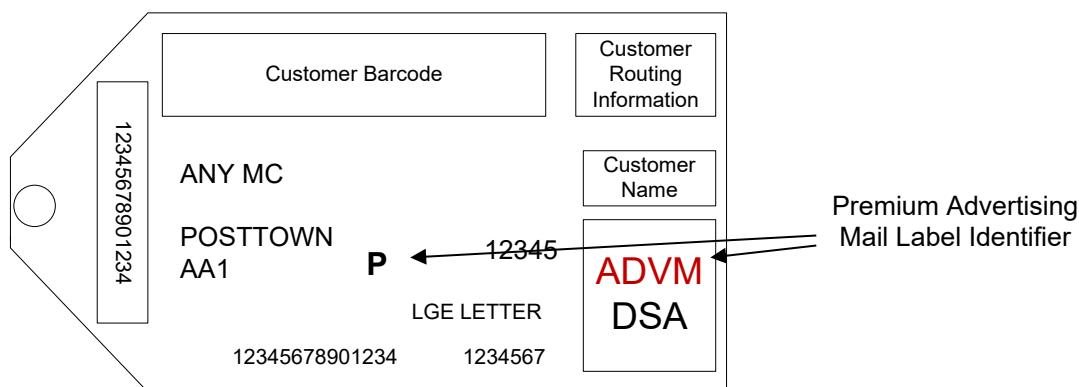 Customer Barcode
Customer
Routing
Information
12345678901234
ANY MC
Customer
Name
POSTTOWN
AA1
P
12345
ADVM
DSA
LGE LETTER
12345678901234
1234567
Premium Advertising
Mail Label Identifier